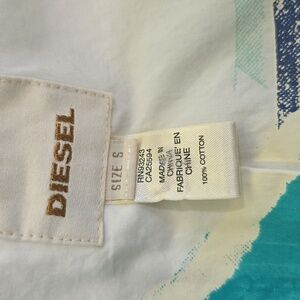 DIESEL
SIZE S
RN93243
CA25594
MADE IN
CHINA
FABRIQUE' EN
CHINE
100% COTTON